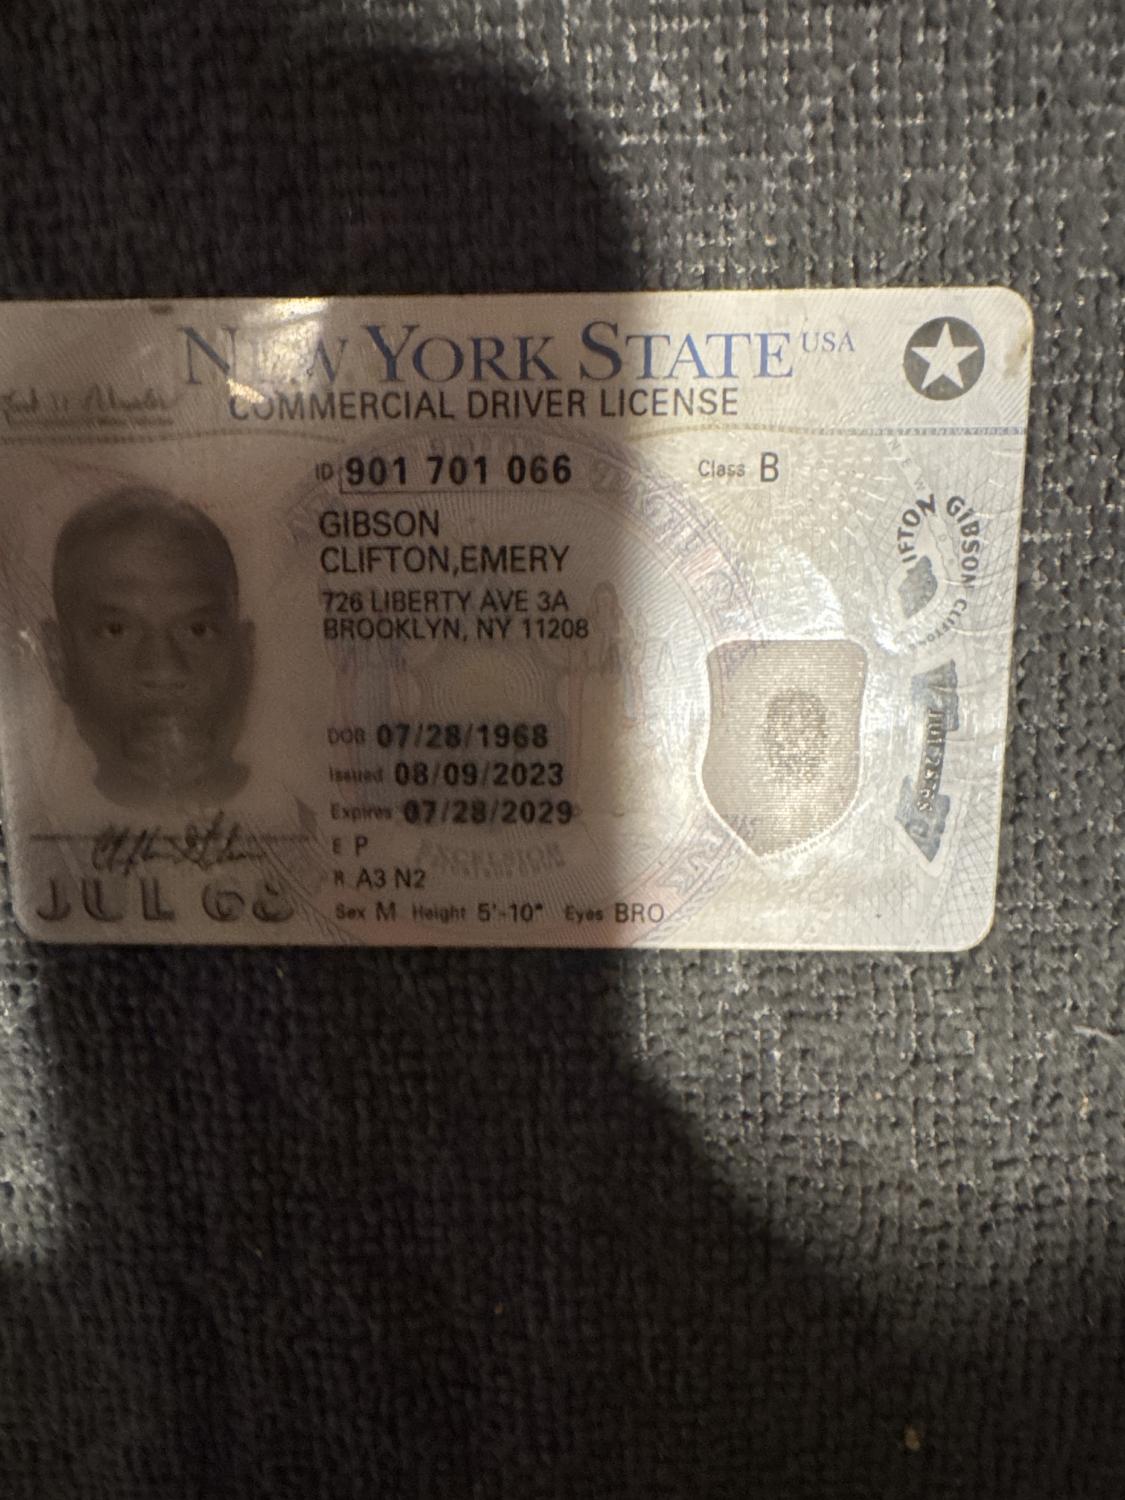 NEW YORK STATE USA
COMMERCIAL DRIVER LICENSE
ID 901 701 066 Class B
GIBSON
CLIFTON,EMERY
726 LIBERTY AVE 3A
BROOKLYN, NY 11208
DOB 07/28/1968
Issued 08/09/2023
Expires 07/28/2029
E P
R A3 N2
Sex M Height 5'-10" Eyes BRO
JUL 68
EXCELSIOR
GIBSON